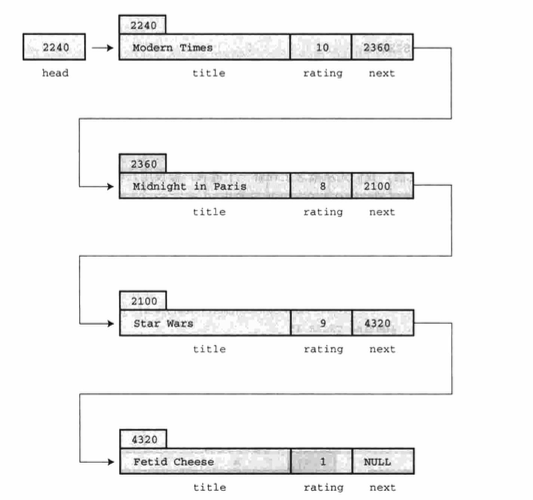 2240
2240 Modern Times 10 2360
head title rating next
2360
Midnight in Paris 8 2100
title rating next
2100
Star Wars 9 4320
title rating next
4320
Fetid Cheese 1 NULL
title rating next